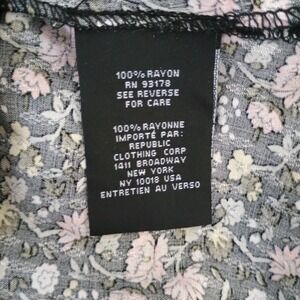 100% RAYON
RN 93178
SEE REVERSE
FOR CARE
100% RAYONNE
IMPORTÉ PAR:
REPUBLIC
CLOTHING CORP
1411 BROADWAY
NEW YORK
NY 10018 USA
ENTRETIEN AU VERSO